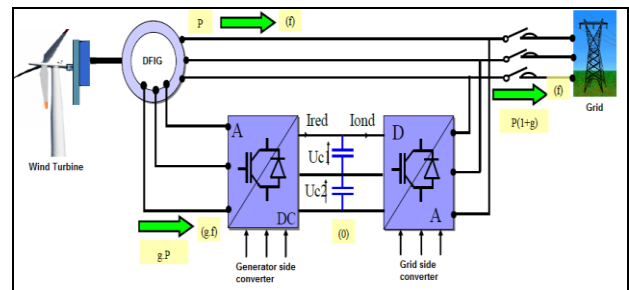 P
(f)
DFIG
(f)
Grid
P(1+g)
Wind Turbine
A
Ired
Iond
D
Uc1
Uc2
(g.f)
g.P
DC
(0)
A
Generator side
converter
Grid side
converter